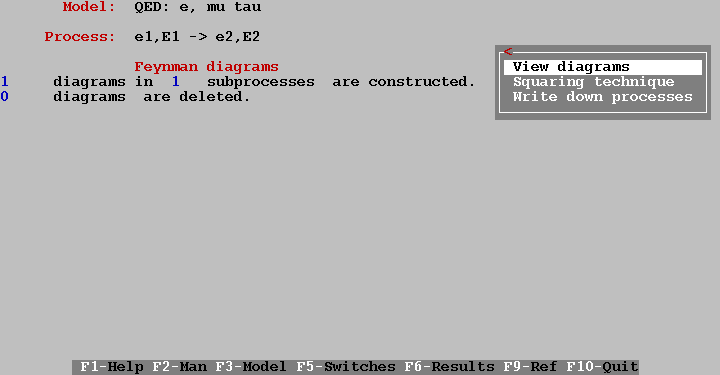 Model: QED: e, mu tau
Process: e1,E1 -> e2,E2
Feynman diagrams
1 diagrams in 1 subprocesses are constructed.
0 diagrams are deleted.
<
View diagrams
Squaring technique
Write down processes
F1-Help F2-Man F3-Model F5-Switches F6-Results F9-Ref F10-Quit